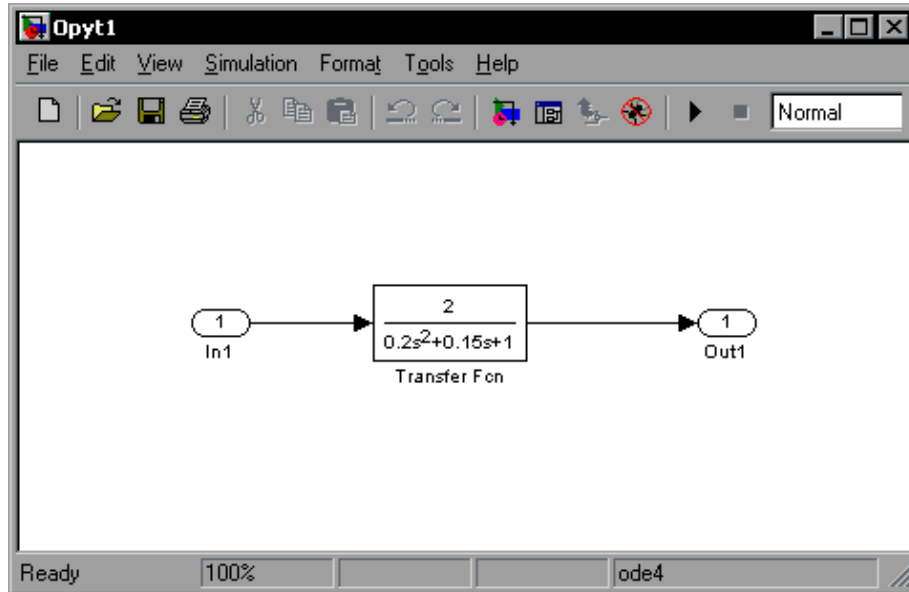 Opyt1
File Edit View Simulation Format Tools Help
Normal
2
1 0.2s²+0.15s+1 1
In1 Transfer Fcn Out1
Ready 100% ode4